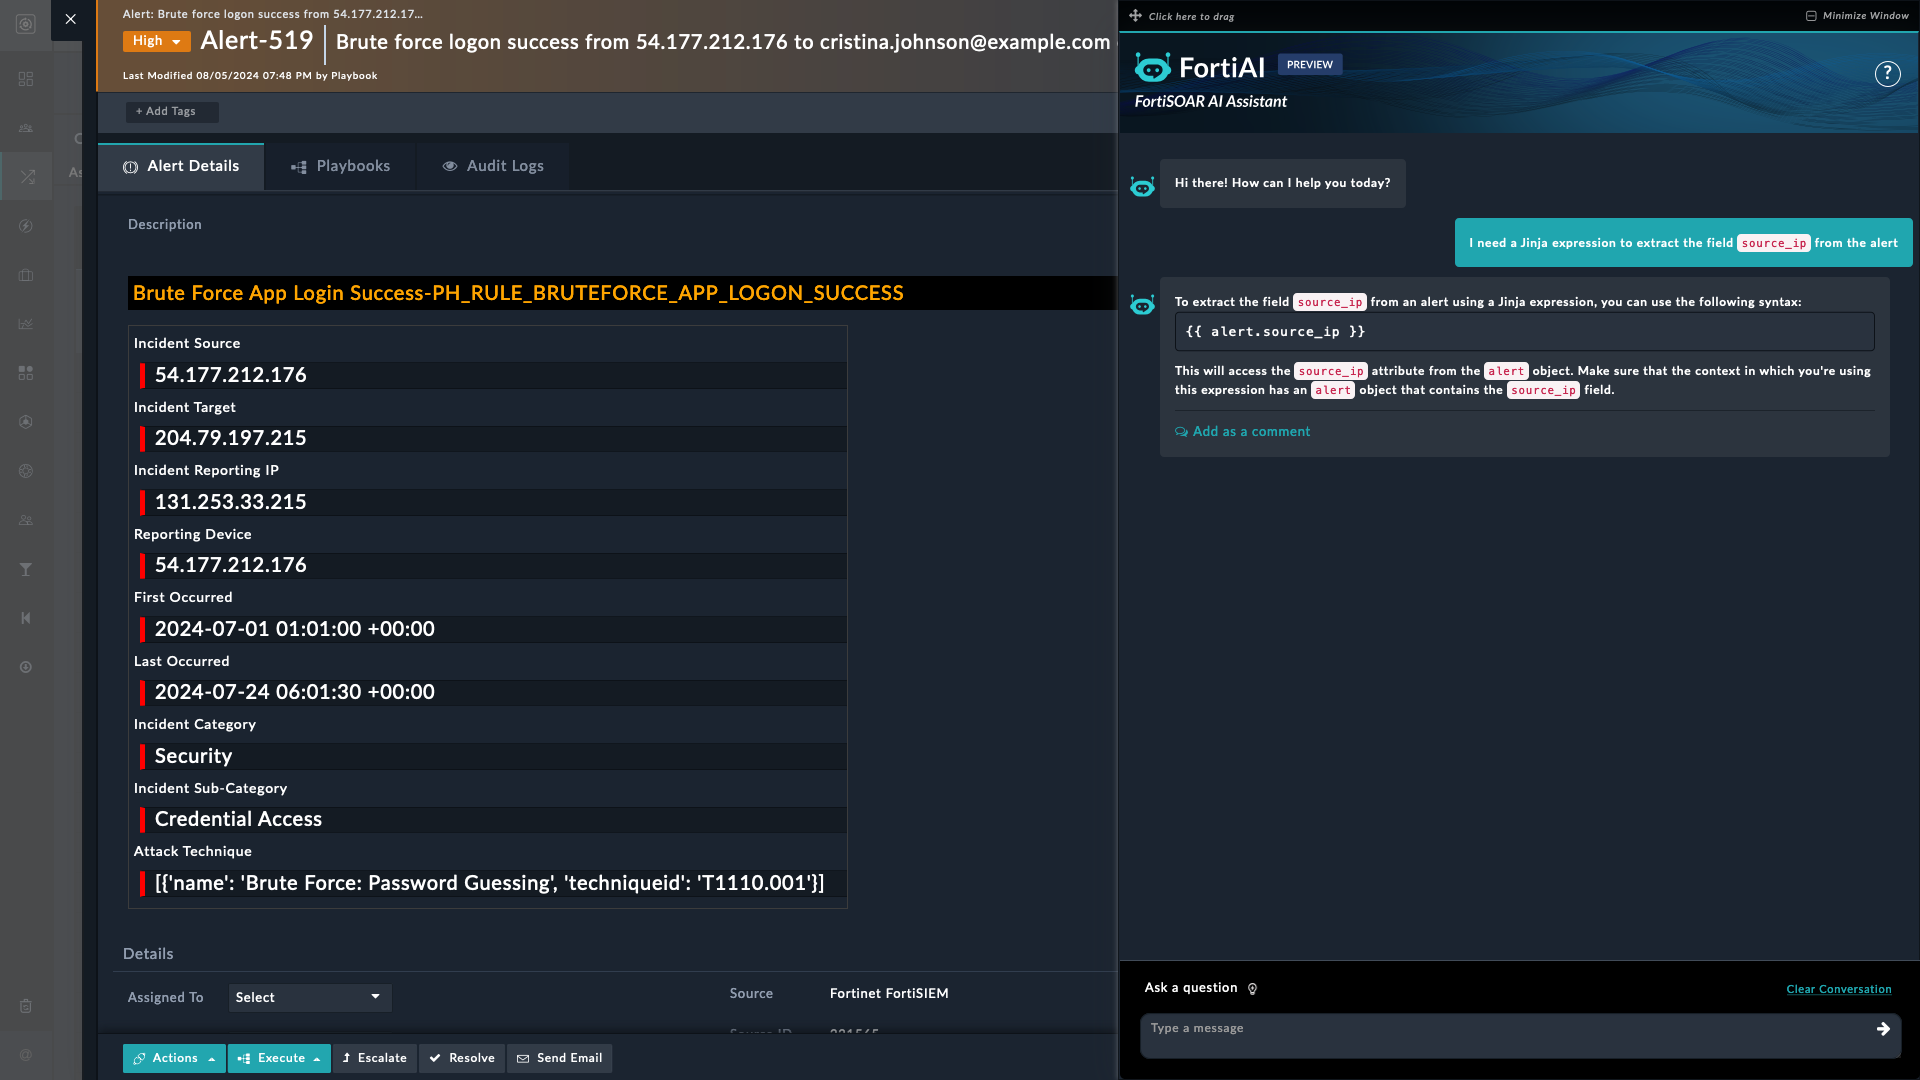 Alert: Brute force logon success from 54.177.212.17...
High Alert-519 Brute force logon success from 54.177.212.176 to cristina.johnson@example.com
Last Modified 08/05/2024 07:48 PM by Playbook
+ Add Tags
Alert Details
Playbooks
Audit Logs
Description
Brute Force App Login Success-PH_RULE_BRUTEFORCE_APP_LOGON_SUCCESS
Incident Source
54.177.212.176
Incident Target
204.79.197.215
Incident Reporting IP
131.253.33.215
Reporting Device
54.177.212.176
First Occurred
2024-07-01 01:01:00 +00:00
Last Occurred
2024-07-24 06:01:30 +00:00
Incident Category
Security
Incident Sub-Category
Credential Access
Attack Technique
[{'name': 'Brute Force: Password Guessing', 'techniqueid': 'T1110.001'}]
Details
Assigned To
Select
Source
Fortinet FortiSIEM
Actions
Execute
Escalate
Resolve
Send Email
Click here to drag
Minimize Window
FortiAI PREVIEW
FortiSOAR AI Assistant
?
Hi there! How can I help you today?
I need a Jinja expression to extract the field source_ip from the alert
To extract the field source_ip from an alert using a Jinja expression, you can use the following syntax:
{{ alert.source_ip }}
This will access the source_ip attribute from the alert object. Make sure that the context in which you're using
this expression has an alert object that contains the source_ip field.
Add as a comment
Ask a question
Clear Conversation
Type a message